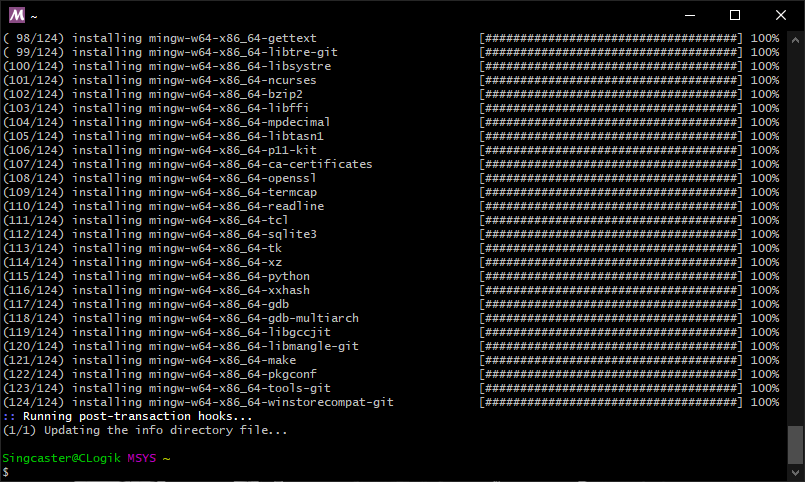 ~
( 98/124) installing mingw-w64-x86_64-gettext [####################################] 100%
( 99/124) installing mingw-w64-x86_64-libtre-git [####################################] 100%
(100/124) installing mingw-w64-x86_64-libsystre [####################################] 100%
(101/124) installing mingw-w64-x86_64-ncurses [####################################] 100%
(102/124) installing mingw-w64-x86_64-bzip2 [####################################] 100%
(103/124) installing mingw-w64-x86_64-libffi [####################################] 100%
(104/124) installing mingw-w64-x86_64-mpdecimal [####################################] 100%
(105/124) installing mingw-w64-x86_64-libtasn1 [####################################] 100%
(106/124) installing mingw-w64-x86_64-p11-kit [####################################] 100%
(107/124) installing mingw-w64-x86_64-ca-certificates [####################################] 100%
(108/124) installing mingw-w64-x86_64-openssl [####################################] 100%
(109/124) installing mingw-w64-x86_64-termcap [####################################] 100%
(110/124) installing mingw-w64-x86_64-readline [####################################] 100%
(111/124) installing mingw-w64-x86_64-tcl [####################################] 100%
(112/124) installing mingw-w64-x86_64-sqlite3 [####################################] 100%
(113/124) installing mingw-w64-x86_64-tk [####################################] 100%
(114/124) installing mingw-w64-x86_64-xz [####################################] 100%
(115/124) installing mingw-w64-x86_64-python [####################################] 100%
(116/124) installing mingw-w64-x86_64-xxhash [####################################] 100%
(117/124) installing mingw-w64-x86_64-gdb [####################################] 100%
(118/124) installing mingw-w64-x86_64-gdb-multiarch [####################################] 100%
(119/124) installing mingw-w64-x86_64-libgccjit [####################################] 100%
(120/124) installing mingw-w64-x86_64-libmangle-git [####################################] 100%
(121/124) installing mingw-w64-x86_64-make [####################################] 100%
(122/124) installing mingw-w64-x86_64-pkgconf [####################################] 100%
(123/124) installing mingw-w64-x86_64-tools-git [####################################] 100%
(124/124) installing mingw-w64-x86_64-winstorecompat-git [####################################] 100%
:: Running post-transaction hooks...
(1/1) Updating the info directory file...
Singcaster@CLogik MSYS ~
$